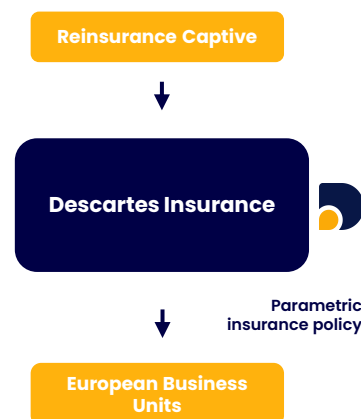 Reinsurance Captive
Descartes Insurance
Parametric
insurance policy
European Business
Units